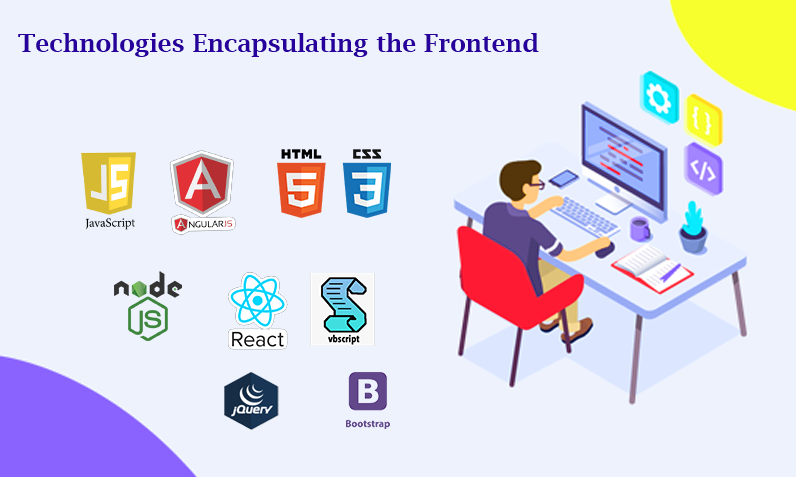 Technologies Encapsulating the Frontend
JS
JavaScript
A
ANGULARJS
HTML
5
CSS
3
node
JS
React
vbscript
jQuery
B
Bootstrap
{ }
</>